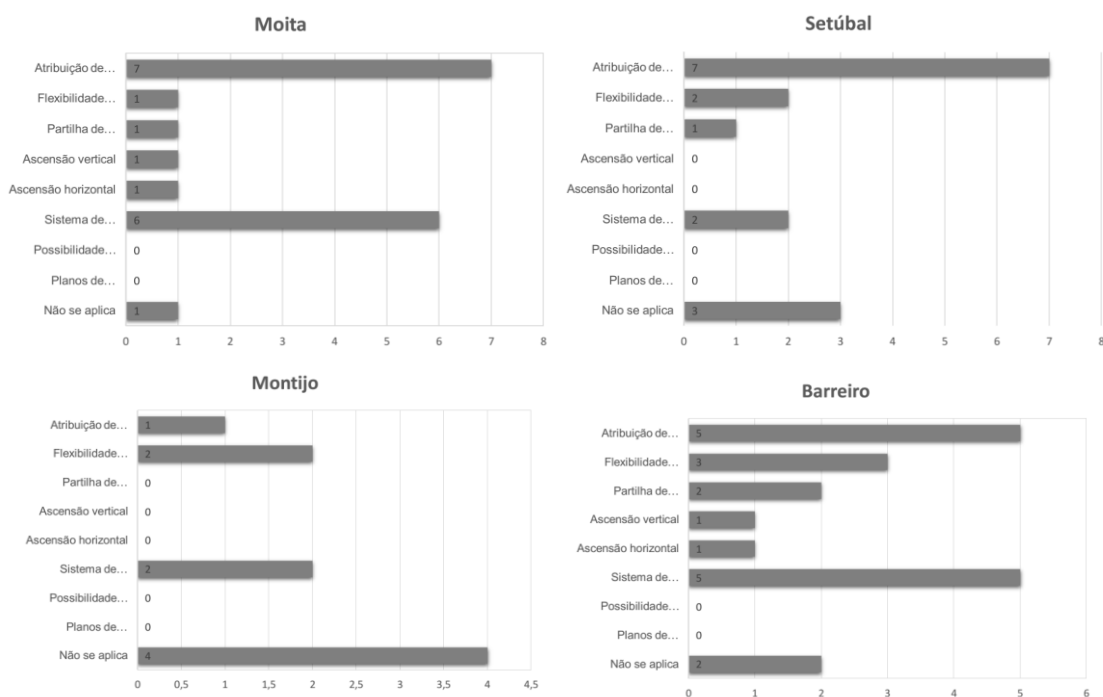 Moita
Atribuição de... 7
Flexibilidade... 1
Partilha de... 1
Ascensão vertical 1
Ascensão horizontal 1
Sistema de... 6
Possibilidade... 0
Planos de... 0
Não se aplica 1
0 1 2 3 4 5 6 7 8
Setúbal
Atribuição de... 7
Flexibilidade... 2
Partilha de... 1
Ascensão vertical 0
Ascensão horizontal 0
Sistema de... 2
Possibilidade... 0
Planos de... 0
Não se aplica 3
0 1 2 3 4 5 6 7 8
Montijo
Atribuição de... 1
Flexibilidade... 2
Partilha de... 0
Ascensão vertical 0
Ascensão horizontal 0
Sistema de... 2
Possibilidade... 0
Planos de... 0
Não se aplica 4
0 0,5 1 1,5 2 2,5 3 3,5 4 4,5
Barreiro
Atribuição de... 5
Flexibilidade... 3
Partilha de... 2
Ascensão vertical 1
Ascensão horizontal 1
Sistema de... 5
Possibilidade... 0
Planos de... 0
Não se aplica 2
0 1 2 3 4 5 6